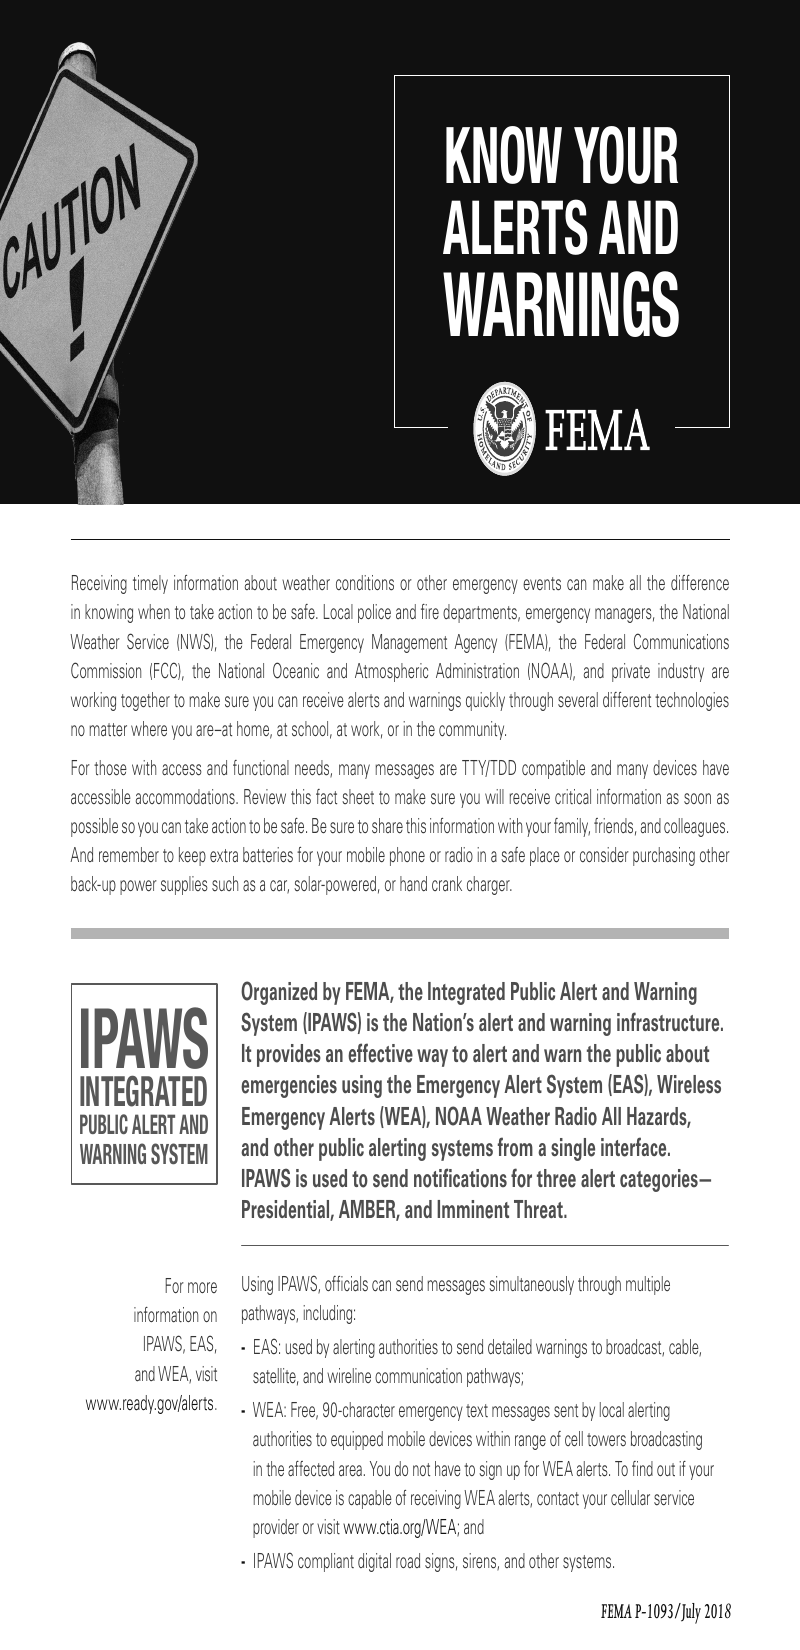 CAUTION
!
KNOW YOUR
ALERTS AND
WARNINGS
U.S. DEPARTMENT OF
HOMELAND SECURITY
FEMA
Receiving timely information about weather conditions or other emergency events can make all the difference
in knowing when to take action to be safe. Local police and fire departments, emergency managers, the National
Weather Service (NWS), the Federal Emergency Management Agency (FEMA), the Federal Communications
Commission (FCC), the National Oceanic and Atmospheric Administration (NOAA), and private industry are
working together to make sure you can receive alerts and warnings quickly through several different technologies
no matter where you are–at home, at school, at work, or in the community.
For those with access and functional needs, many messages are TTY/TDD compatible and many devices have
accessible accommodations. Review this fact sheet to make sure you will receive critical information as soon as
possible so you can take action to be safe. Be sure to share this information with your family, friends, and colleagues.
And remember to keep extra batteries for your mobile phone or radio in a safe place or consider purchasing other
back-up power supplies such as a car, solar-powered, or hand crank charger.
IPAWS
INTEGRATED
PUBLIC ALERT AND
WARNING SYSTEM
Organized by FEMA, the Integrated Public Alert and Warning
System (IPAWS) is the Nation’s alert and warning infrastructure.
It provides an effective way to alert and warn the public about
emergencies using the Emergency Alert System (EAS), Wireless
Emergency Alerts (WEA), NOAA Weather Radio All Hazards,
and other public alerting systems from a single interface.
IPAWS is used to send notifications for three alert categories—
Presidential, AMBER, and Imminent Threat.
For more
information on
IPAWS, EAS,
and WEA, visit
www.ready.gov/alerts.
Using IPAWS, officials can send messages simultaneously through multiple
pathways, including:
- EAS: used by alerting authorities to send detailed warnings to broadcast, cable,
satellite, and wireline communication pathways;
- WEA: Free, 90-character emergency text messages sent by local alerting
authorities to equipped mobile devices within range of cell towers broadcasting
in the affected area. You do not have to sign up for WEA alerts. To find out if your
mobile device is capable of receiving WEA alerts, contact your cellular service
provider or visit www.ctia.org/WEA; and
- IPAWS compliant digital road signs, sirens, and other systems.
FEMA P-1093/July 2018